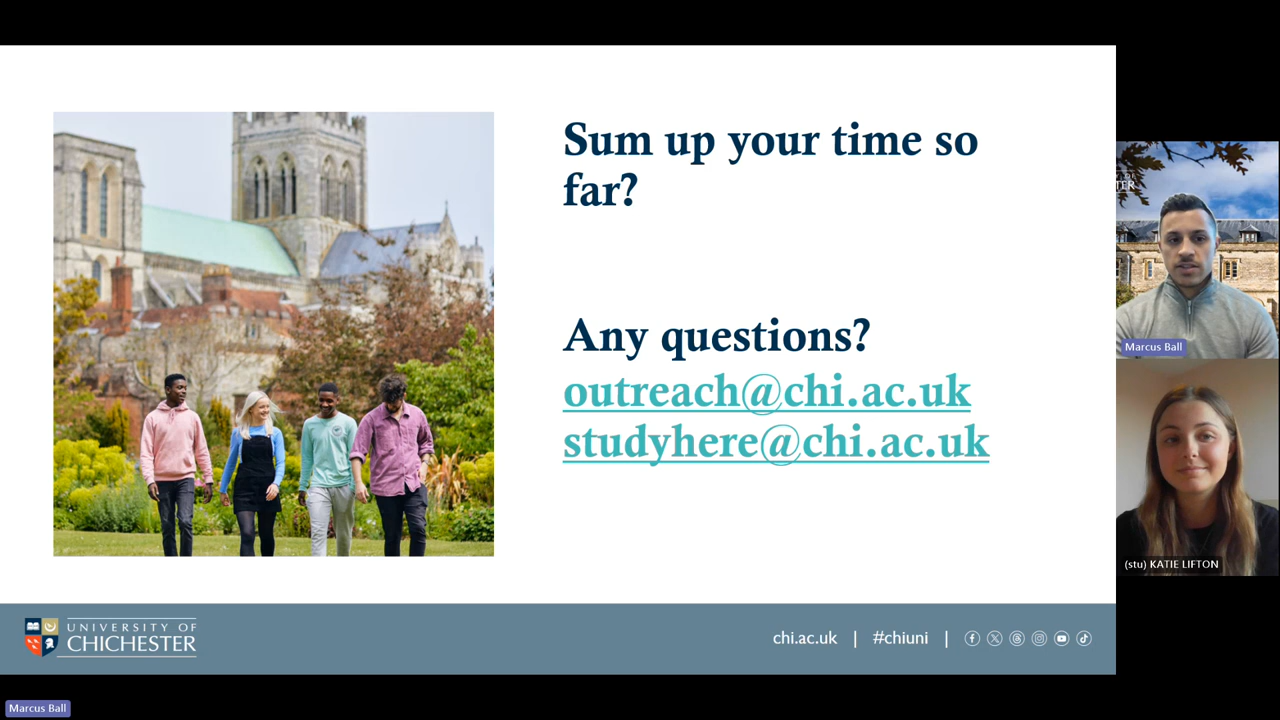 Sum up your time so
far?
Any questions?
outreach@chi.ac.uk
studyhere@chi.ac.uk
Marcus Ball
(stu) KATIE LIFTON
UNIVERSITY OF
CHICHESTER
chi.ac.uk | #chiuni |
Marcus Ball